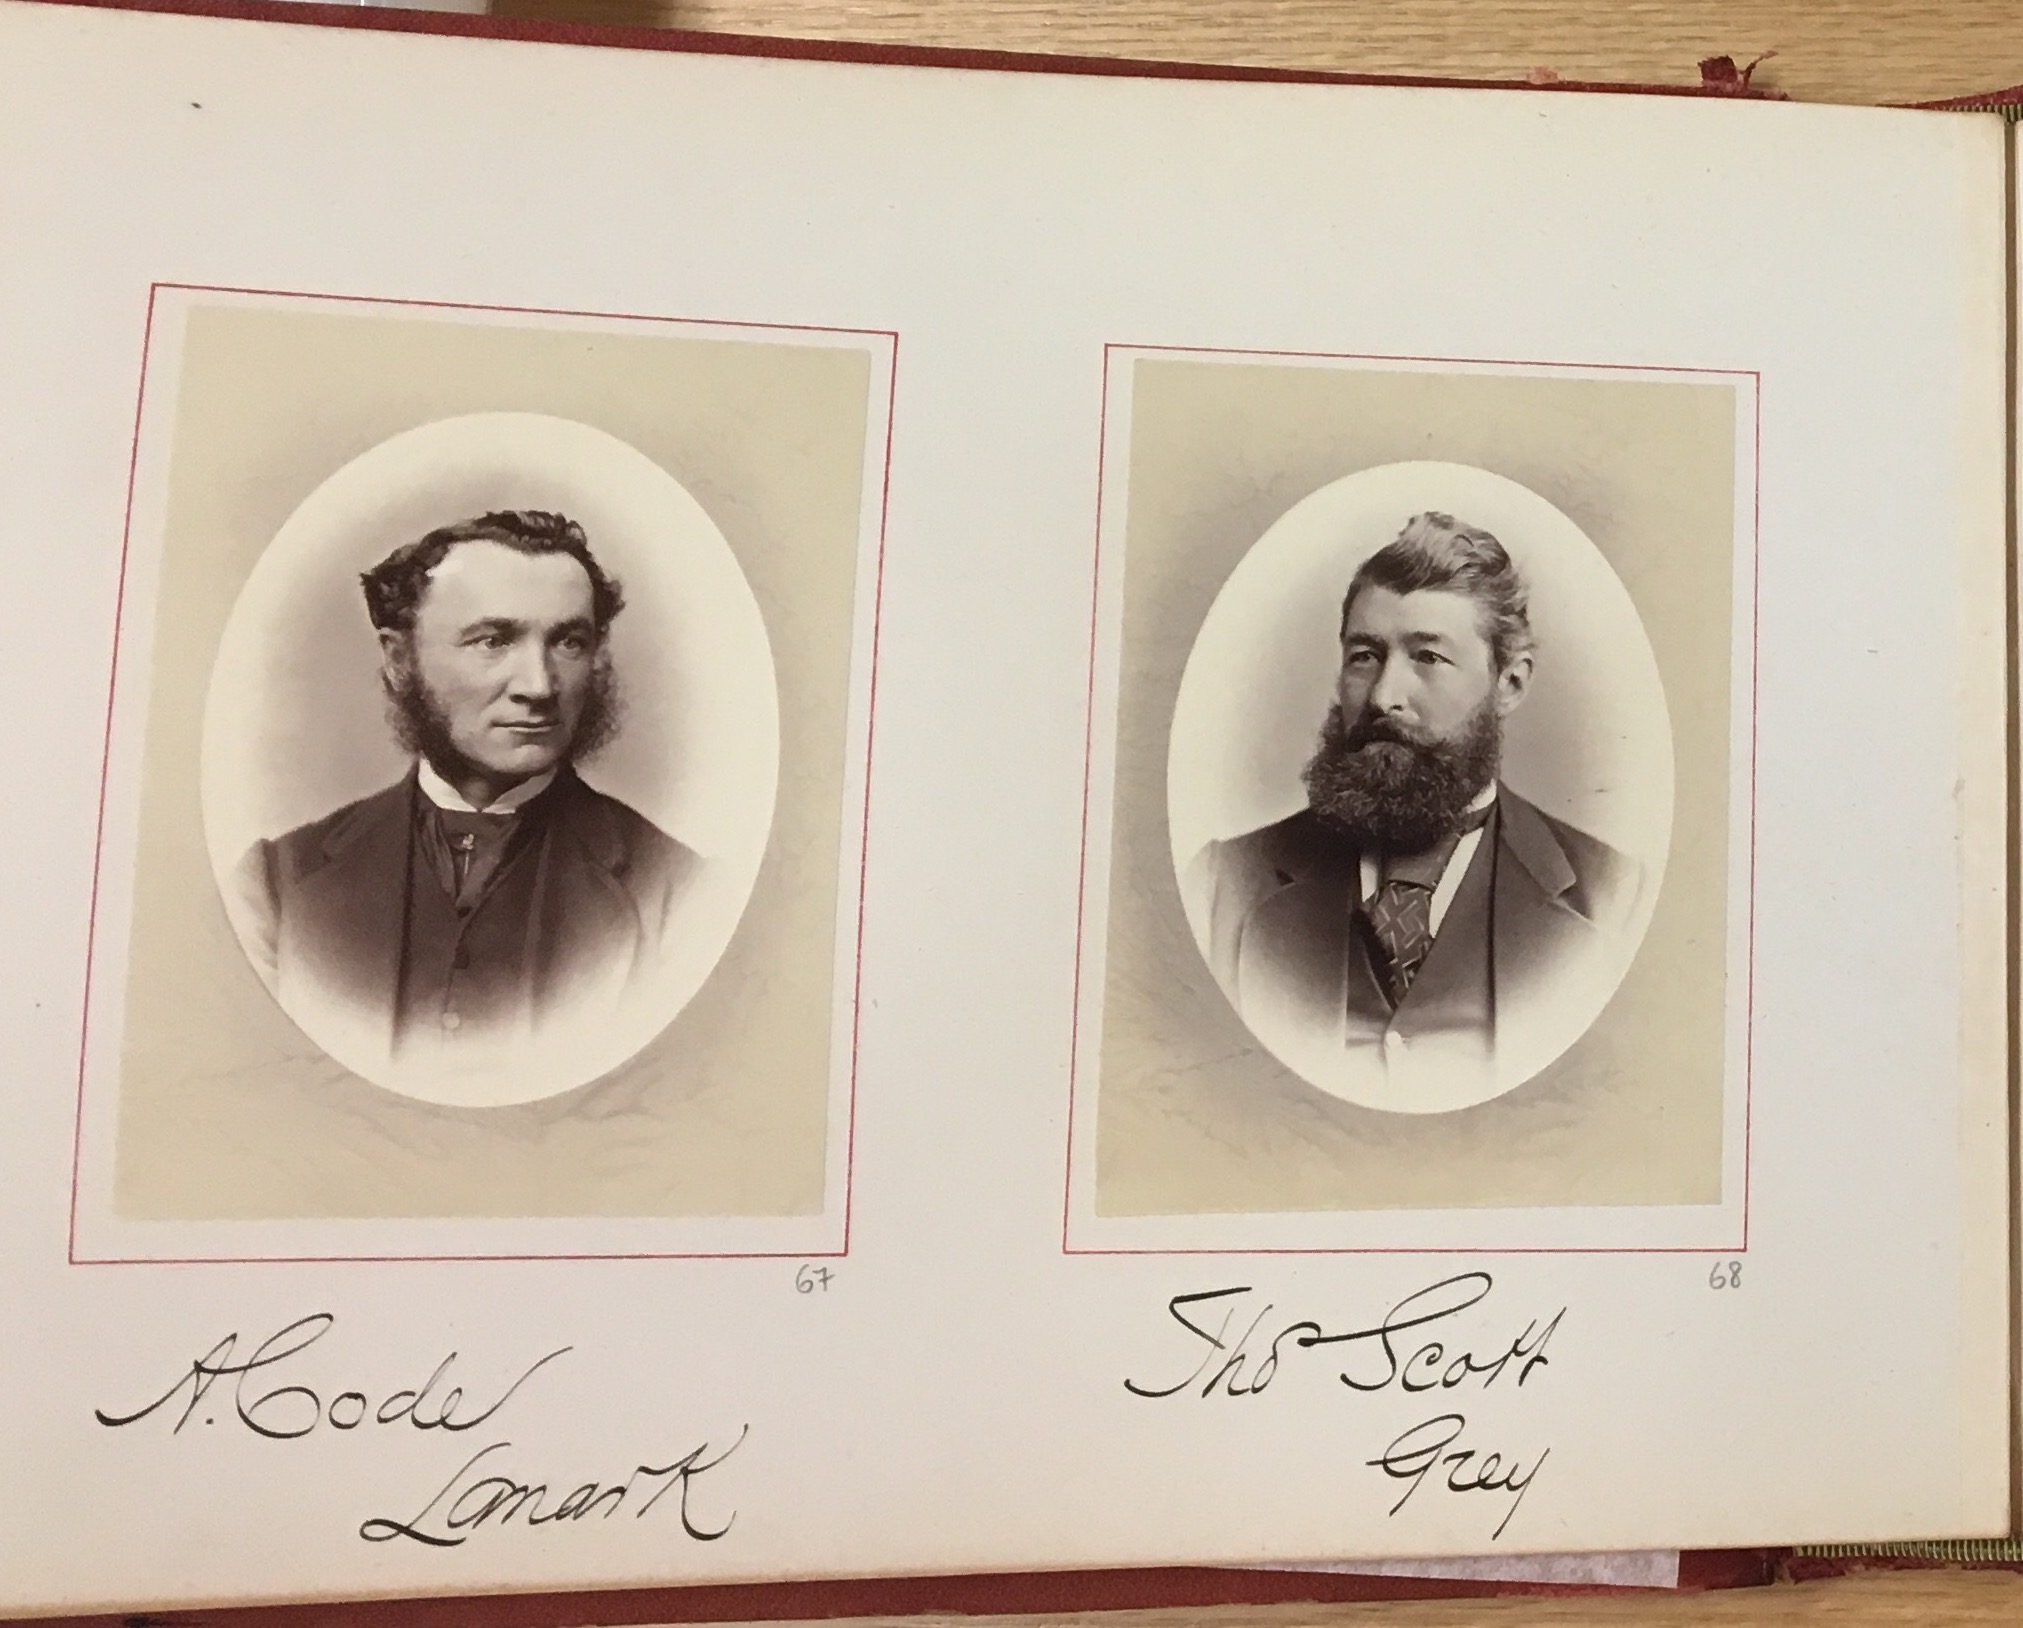 67
A. Code
Lanark
68
Thos Scott
Grey